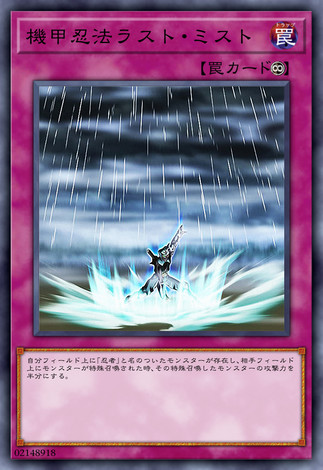 機甲忍法ラスト・ミスト
トラップ
罠
【罠カード】
自分フィールド上に「忍者」と名のついたモンスターが存在し、相手フィールド
上にモンスターが特殊召喚された時、その特殊召喚したモンスターの攻撃力を
半分にする。
02148918